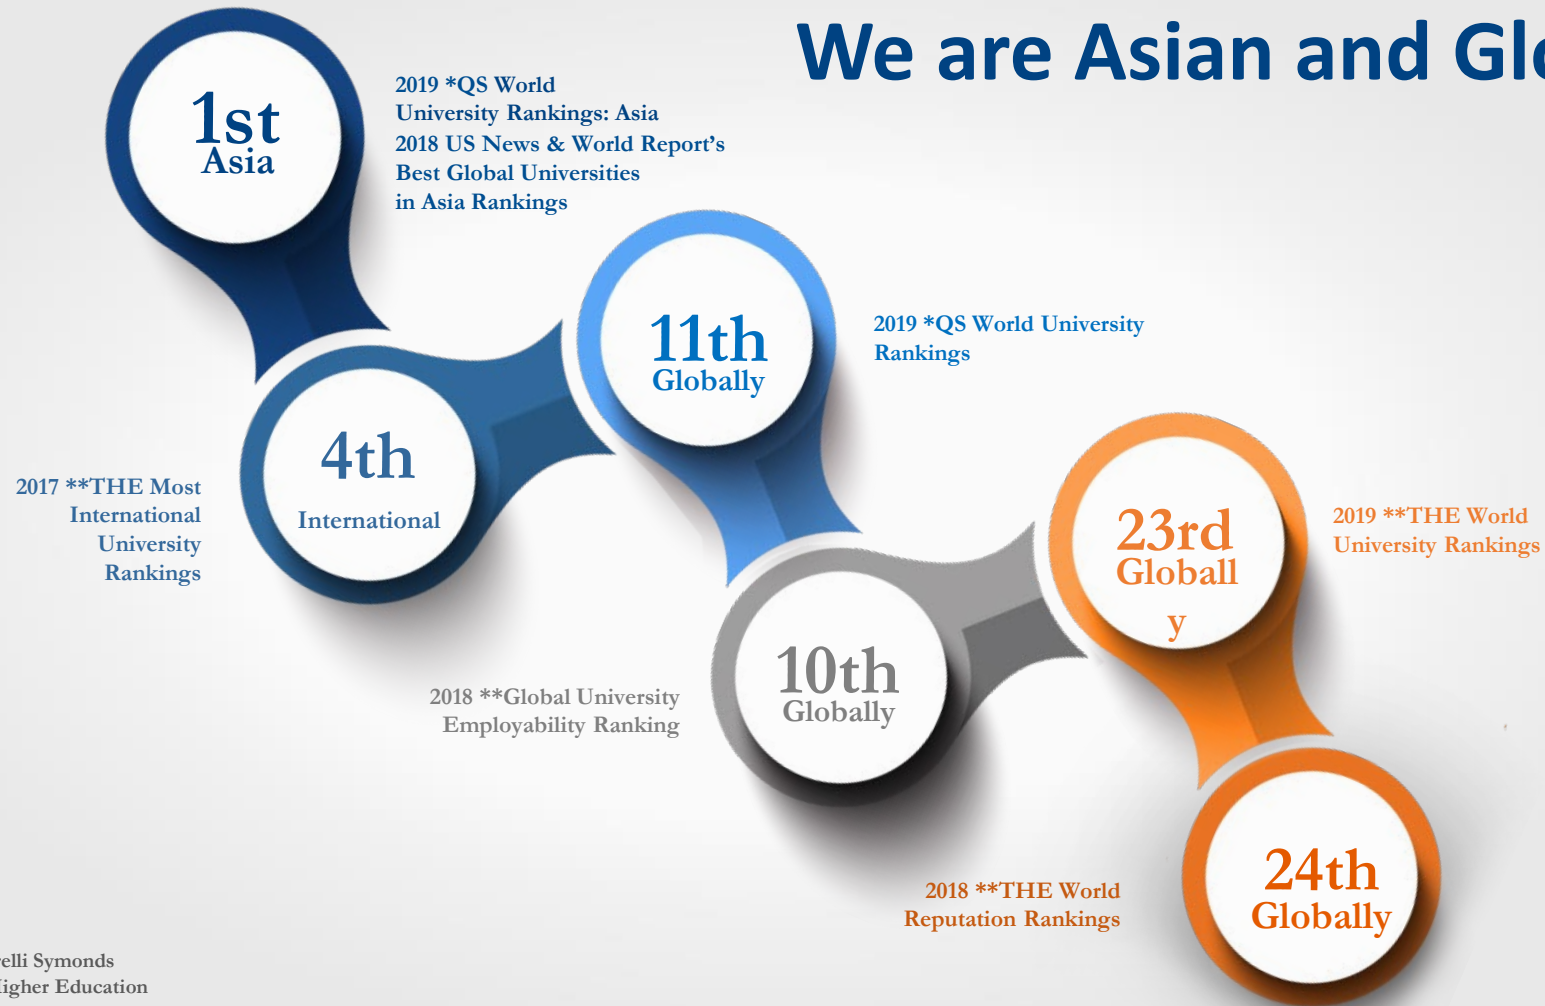 We are Asian and Glo
1st
Asia
2019 *QS World
University Rankings: Asia
2018 US News & World Report’s
Best Global Universities
in Asia Rankings
11th
Globally
2019 *QS World University
Rankings
4th
International
2017 **THE Most
International
University
Rankings
23rd
Globall
y
2019 **THE World
University Rankings
10th
Globally
2018 **Global University
Employability Ranking
24th
Globally
2018 **THE World
Reputation Rankings
relli Symonds
Higher Education